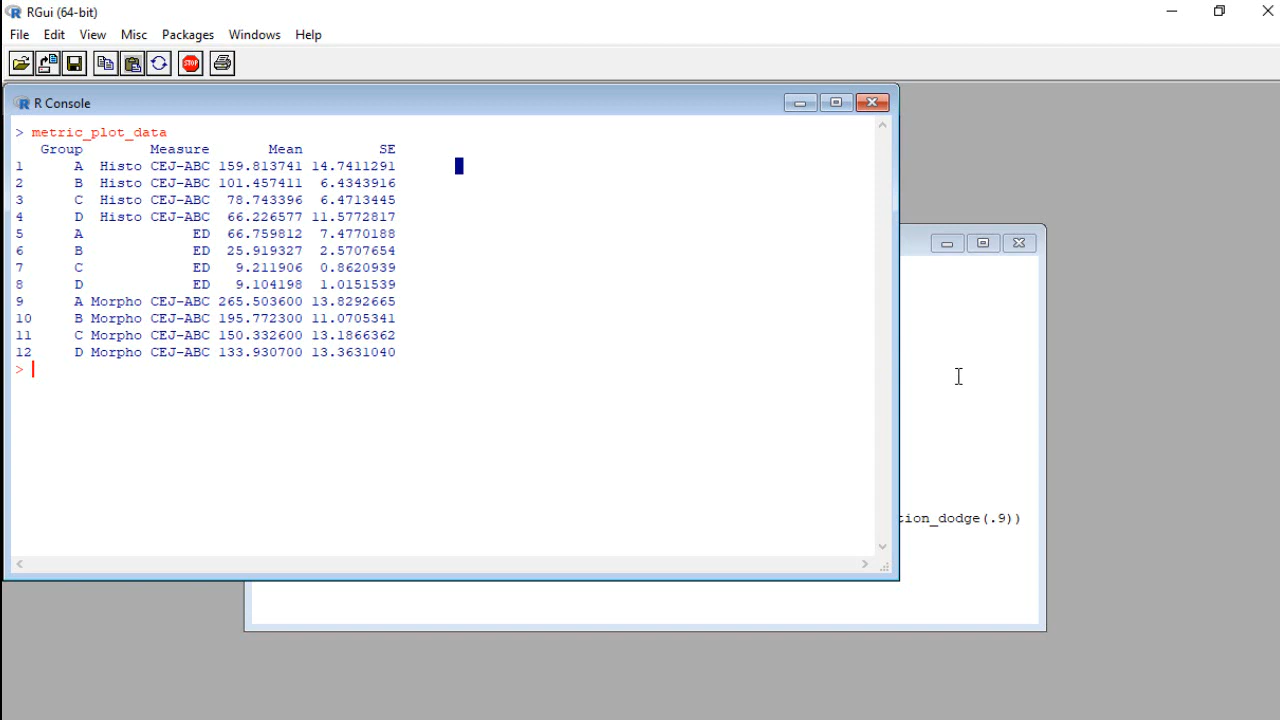 RGui (64-bit)
File Edit View Misc Packages Windows Help
STOP
R Console
> metric_plot_data
Group Measure Mean SE
1 A Histo CEJ-ABC 159.813741 14.7411291
2 B Histo CEJ-ABC 101.457411 6.4343916
3 C Histo CEJ-ABC 78.743396 6.4713445
4 D Histo CEJ-ABC 66.226577 11.5772817
5 A ED 66.759812 7.4770188
6 B ED 25.919327 2.5707654
7 C ED 9.211906 0.8620939
8 D ED 9.104198 1.0151539
9 A Morpho CEJ-ABC 265.503600 13.8292665
10 B Morpho CEJ-ABC 195.772300 11.0705341
11 C Morpho CEJ-ABC 150.332600 13.1866362
12 D Morpho CEJ-ABC 133.930700 13.3631040
>
tion_dodge(.9))